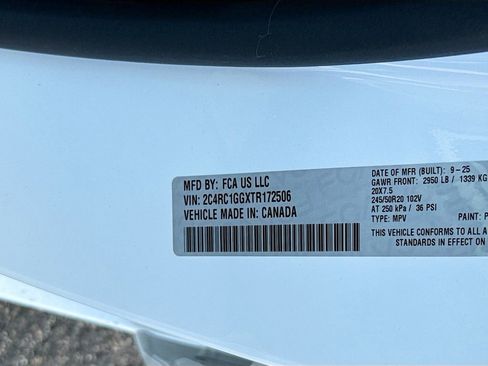 MFD BY: FCA US LLC
VIN: 2C4RC1GGXTR172506
VEHICLE MADE IN: CANADA
DATE OF MFR (BUILT): 9-25
GAWR FRONT: 2950 LB / 1339 KG
20X7.5
245/50R20 102V
AT 250 kPa / 36 PSI
TYPE: MPV PAINT:
THIS VEHICLE CONFORMS TO ALL
STANDARDS IN EFFECT ON